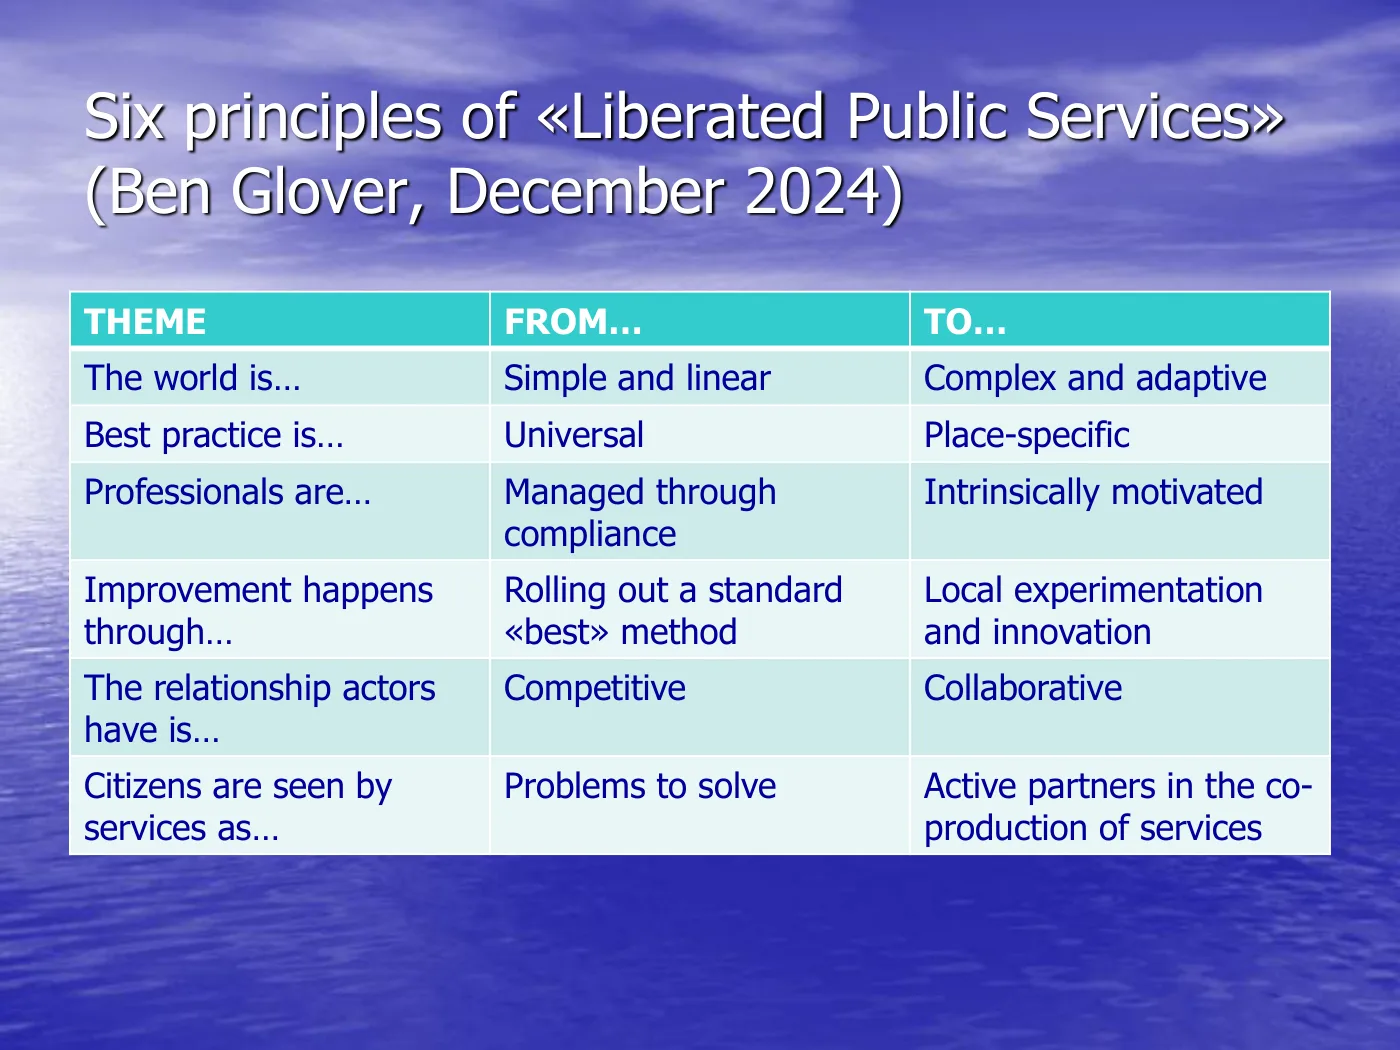 Six principles of «Liberated Public Services»
(Ben Glover, December 2024)
THEME
FROM…
TO…
The world is…
Simple and linear
Complex and adaptive
Best practice is…
Universal
Place-specific
Professionals are…
Managed through
compliance
Intrinsically motivated
Improvement happens
through…
Rolling out a standard
«best» method
Local experimentation
and innovation
The relationship actors
have is…
Competitive
Collaborative
Citizens are seen by
services as…
Problems to solve
Active partners in the co-
production of services